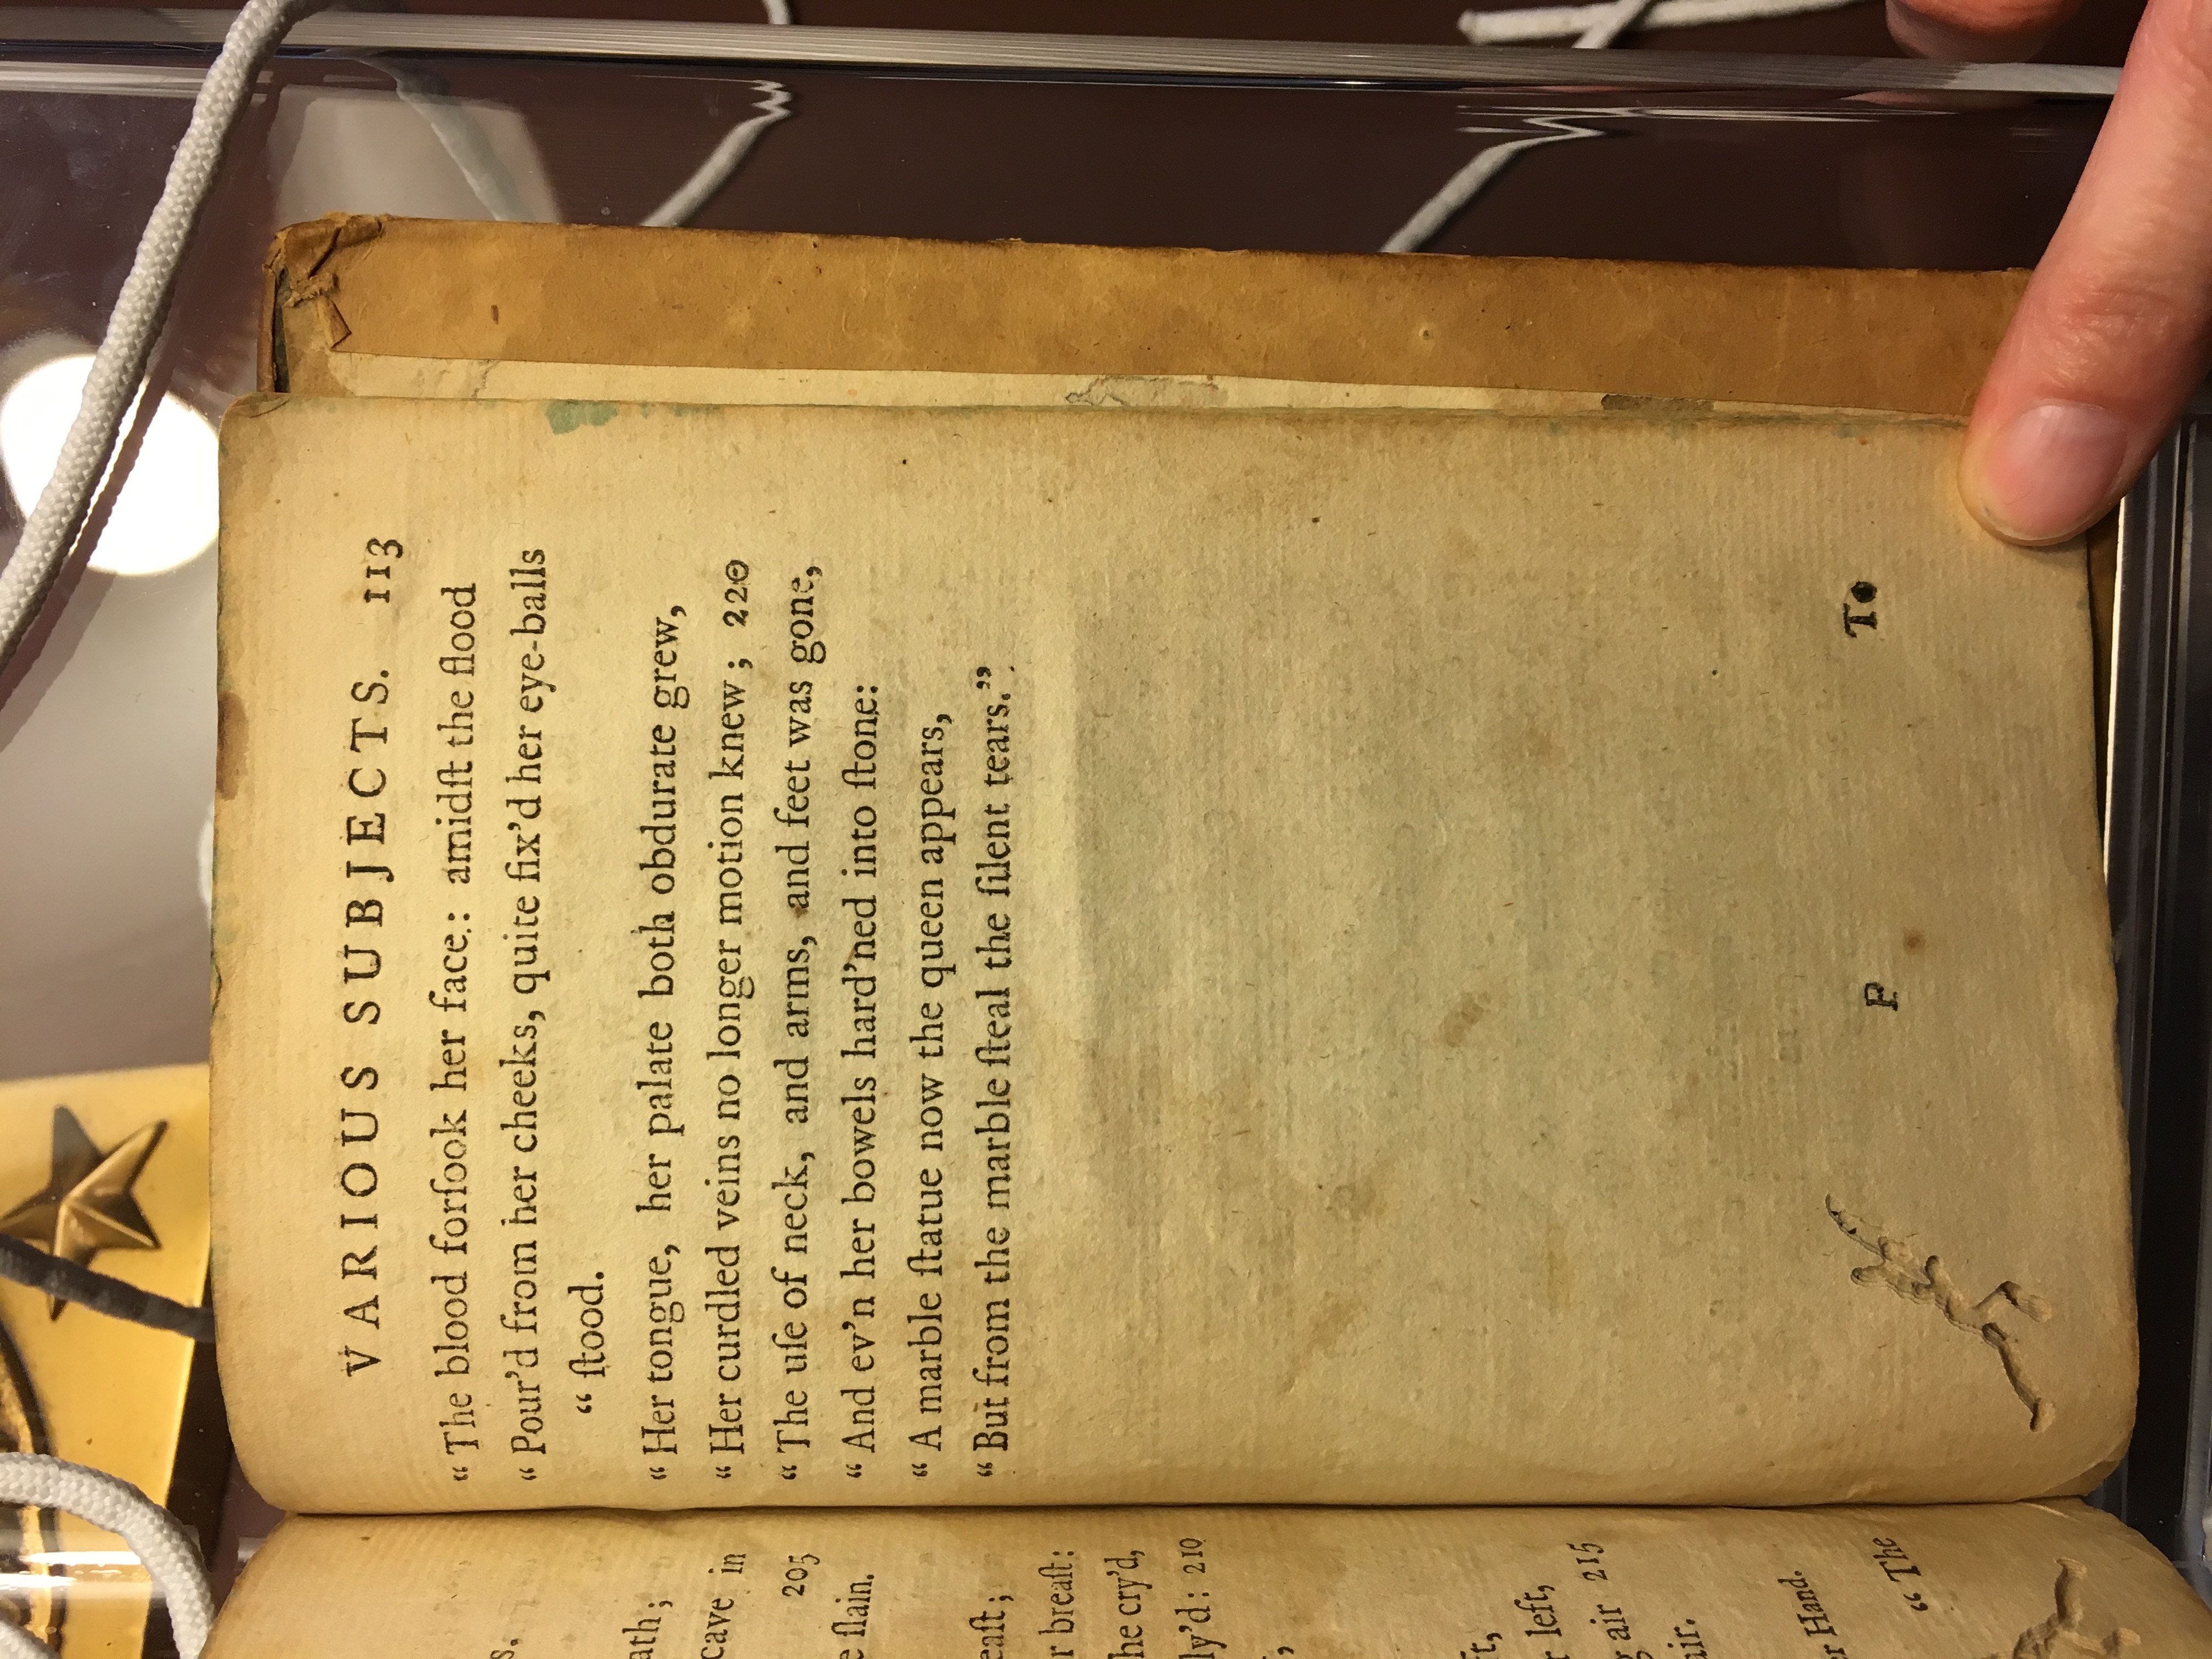 s.
ath;
cave in
205
e ſlain.
eaſt;
r breaſt:
he cry'd,
ly'd: 210
,
ft,
r left,
g air 215
air.
er Hand.
“ The
VARIOUS SUBJECTS. 113
“ The blood forſook her face: amidſt the flood
“ Pour'd from her cheeks, quite fix'd her eye-balls
“ ſtood.
“ Her tongue, her palate both obdurate grew,
“ Her curdled veins no longer motion knew; 220
“ The uſe of neck, and arms, and feet was gone,
“ And ev'n her bowels hard'ned into ſtone:
“ A marble ſtatue now the queen appears,
“ But from the marble ſteal the ſilent tears.”
P To